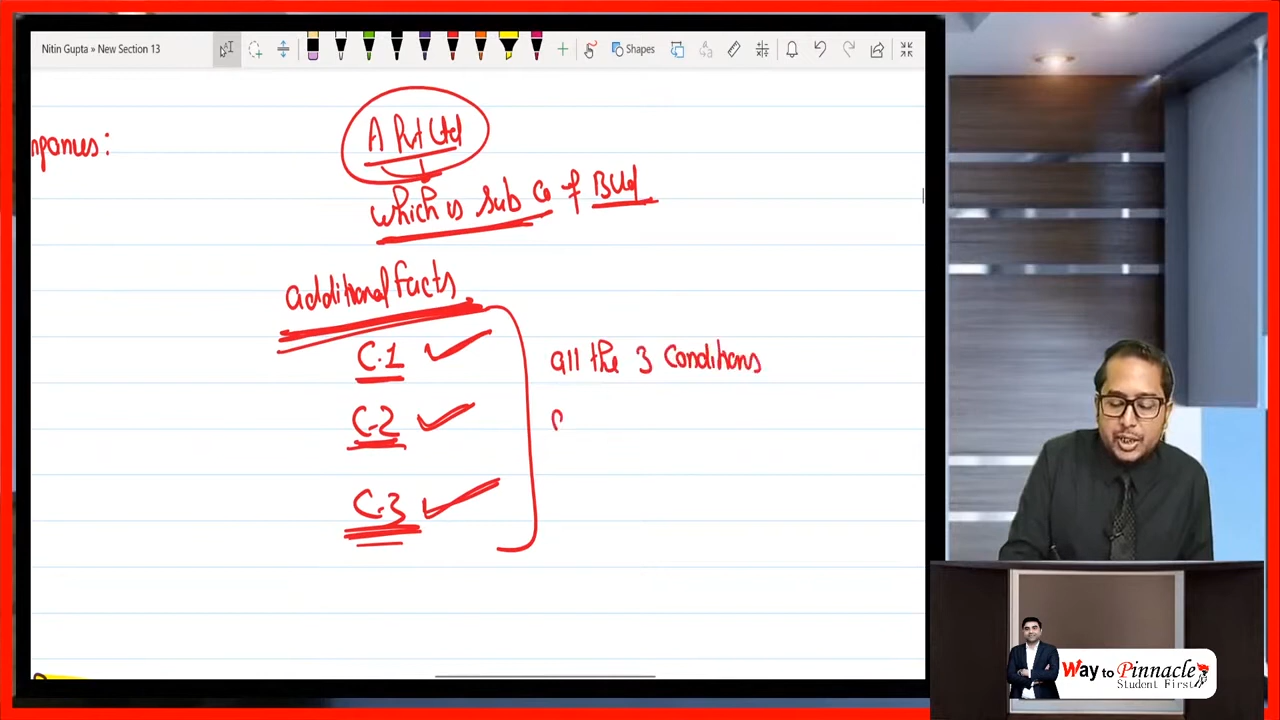 Nitin Gupta » New Section 13
Shapes
mpanies:
A Pvt Ltd
which is sub Co of B Ltd
additional facts
C.1
all the 3 Conditions
C-2
C.3
Way to Pinnacle
Student First